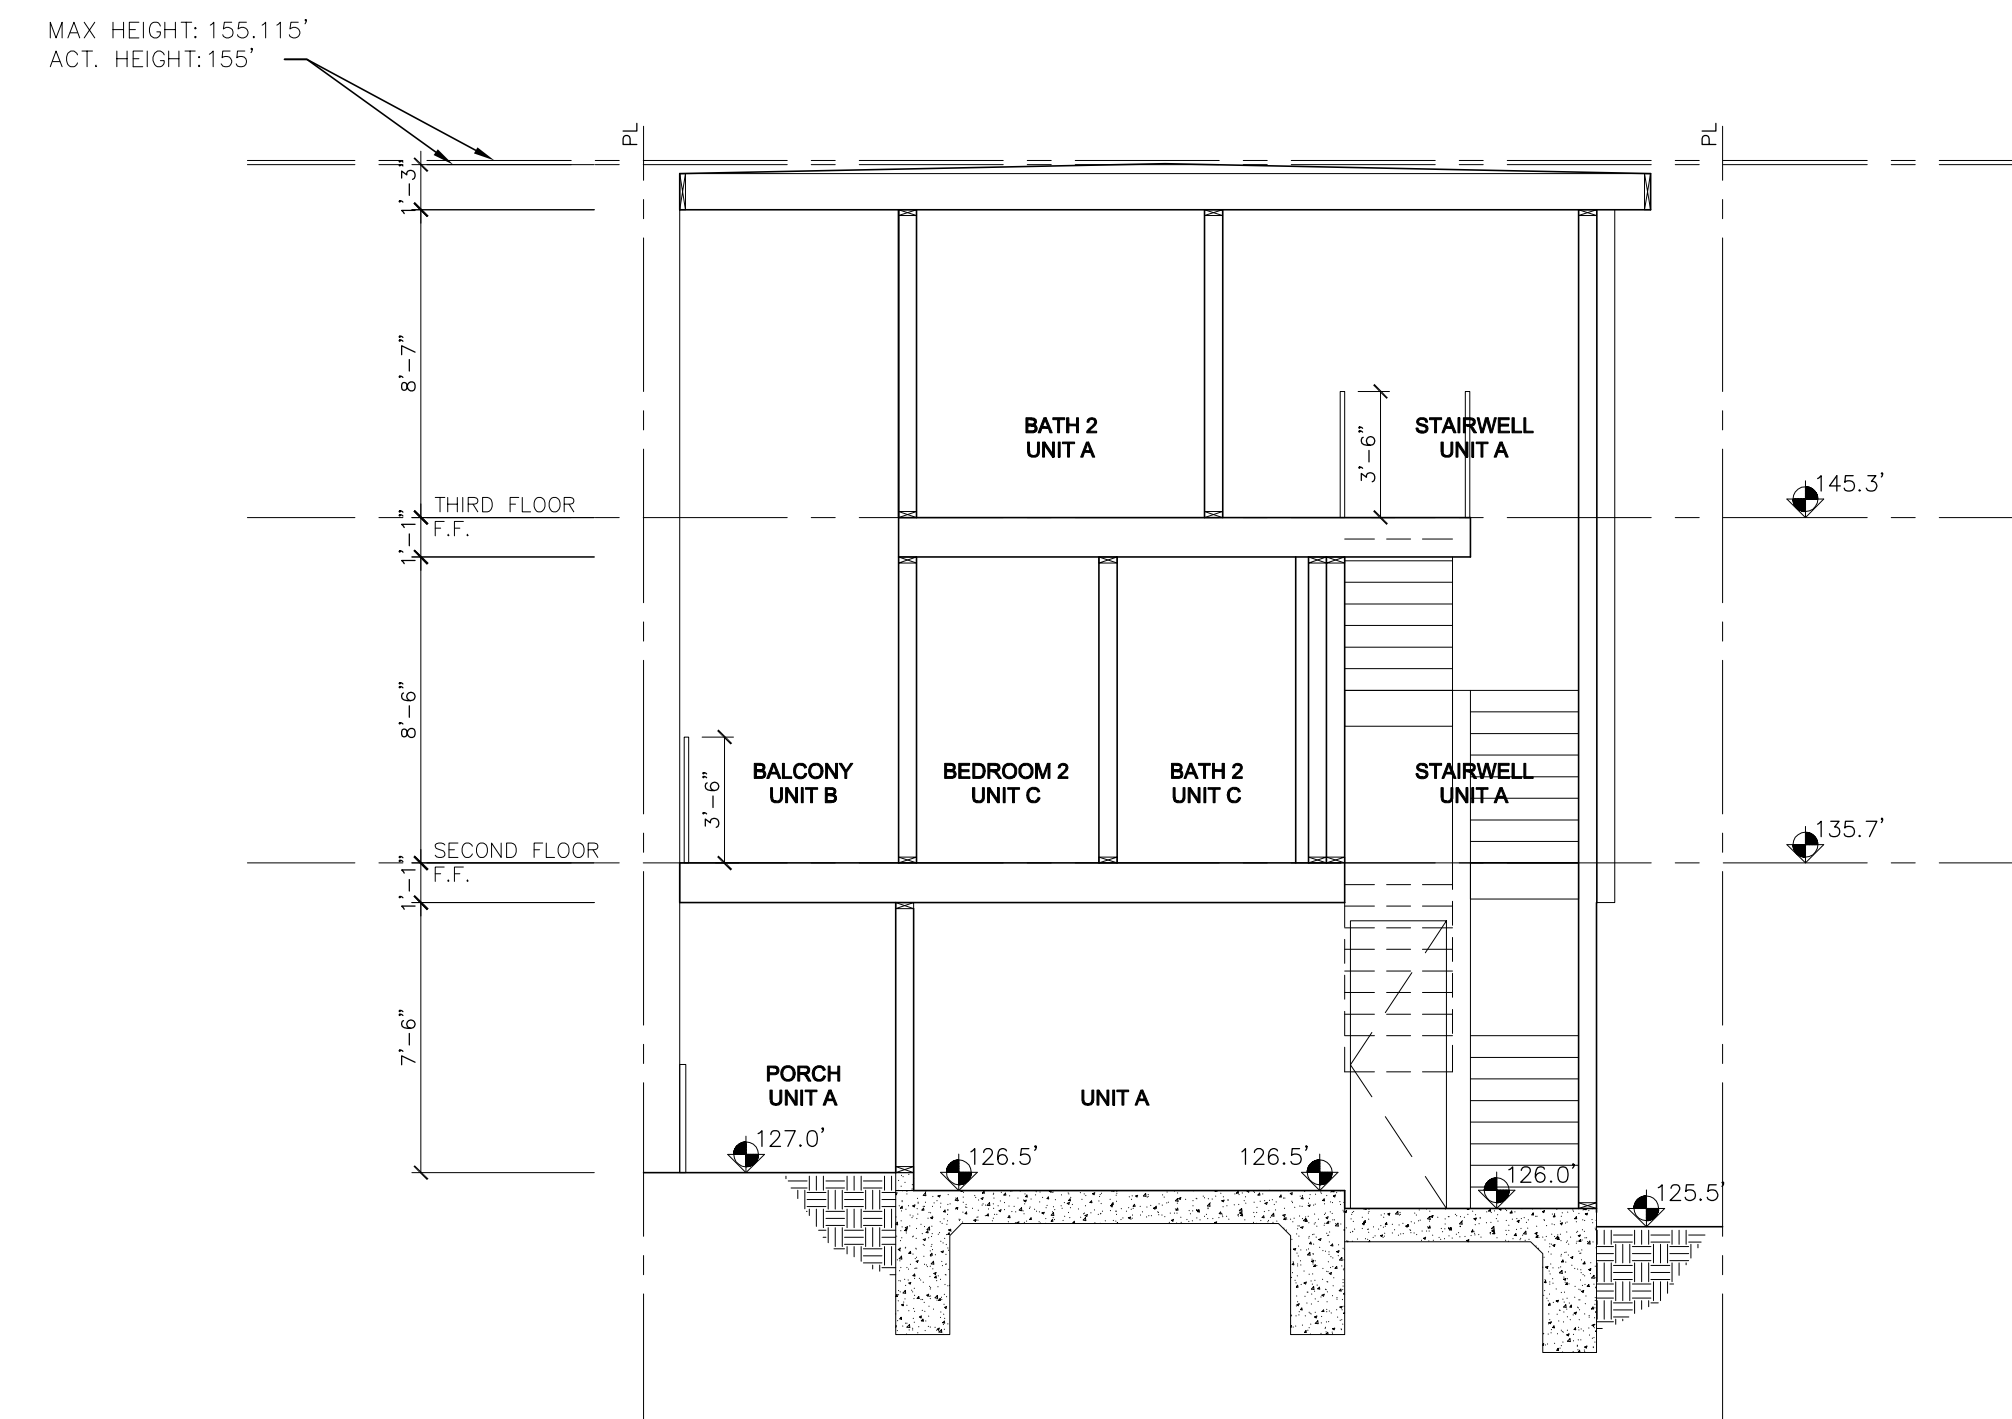 MAX HEIGHT: 155.115'
ACT. HEIGHT:155'
PL
PL
1'-3"
8'-7"
BATH 2
UNIT A
STAIRWELL
UNIT A
3'-6"
145.3'
THIRD FLOOR
F.F.
1'-1"
8'-6"
3'-6"
BALCONY
UNIT B
BEDROOM 2
UNIT C
BATH 2
UNIT C
STAIRWELL
UNIT A
135.7'
SECOND FLOOR
F.F.
1'-1"
7'-6"
PORCH
UNIT A
UNIT A
127.0'
126.5'
126.5'
126.0'
125.5'